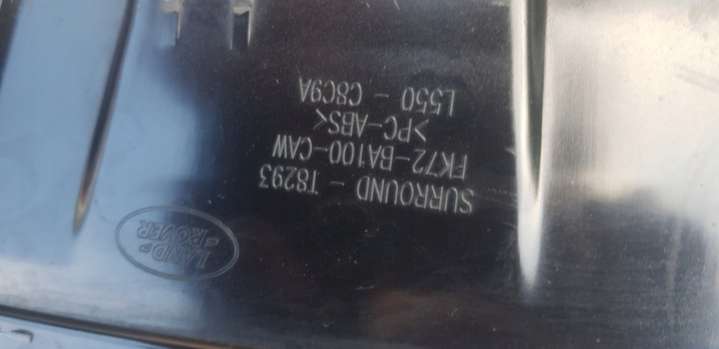 SURROUND - T8293
FK72-BA100-CAW
>PC-ABS<
L550 - C8C9A
LAND-
-ROVER